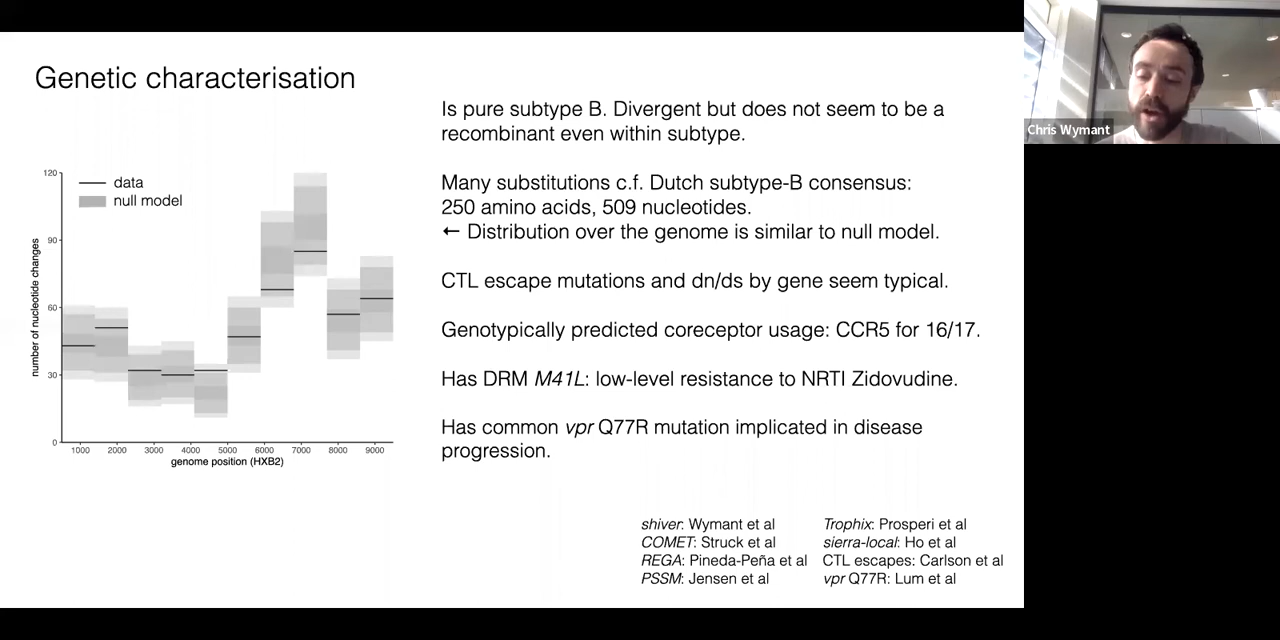 Genetic characterisation
Is pure subtype B. Divergent but does not seem to be a
recombinant even within subtype.
Many substitutions c.f. Dutch subtype-B consensus:
250 amino acids, 509 nucleotides.
← Distribution over the genome is similar to null model.
CTL escape mutations and dn/ds by gene seem typical.
Genotypically predicted coreceptor usage: CCR5 for 16/17.
Has DRM M41L: low-level resistance to NRTI Zidovudine.
Has common vpr Q77R mutation implicated in disease
progression.
data
null model
number of nucleotide changes
120
90
60
30
0
1000 2000 3000 4000 5000 6000 7000 8000 9000
genome position (HXB2)
shiver: Wymant et al
COMET: Struck et al
REGA: Pineda-Peña et al
PSSM: Jensen et al
Trophix: Prosperi et al
sierra-local: Ho et al
CTL escapes: Carlson et al
vpr Q77R: Lum et al
Chris Wymant